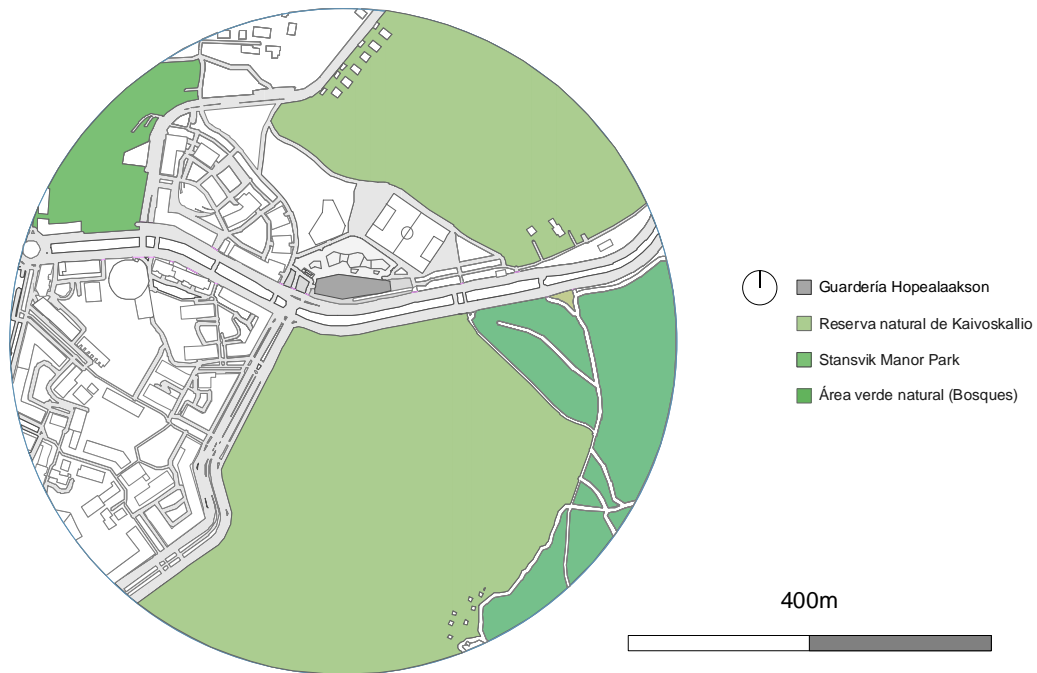 Guardería Hopealaakson
Reserva natural de Kaivoskallio
Stansvik Manor Park
Área verde natural (Bosques)
400m